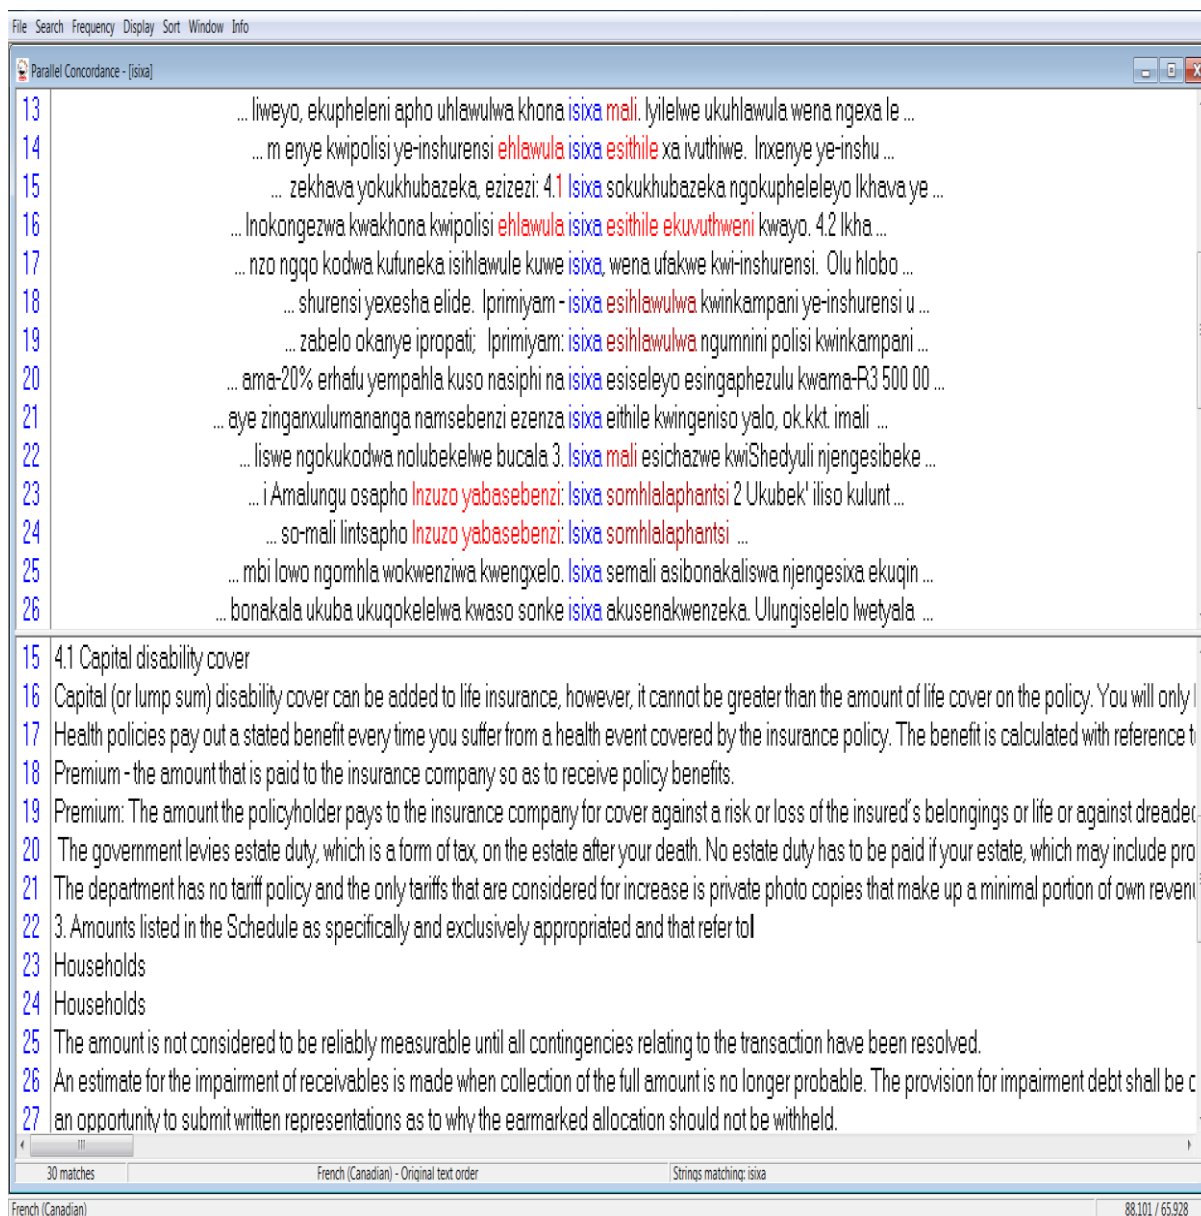 File Search Frequency Display Sort Window Info
Parallel Concordance - [isixa]
13 ... liweyo, ekupheleni apho uhlawulwa khona isixa mali. Iyilelwe ukuhlawula wena ngexa le ...
14 ... m enye kwipolisi ye-inshurensi ehlawula isixa esithile xa ivuthiwe. Inxenye ye-inshu ...
15 ... zekhava yokukhubazeka, ezizezi: 4.1 Isixa sokukhubazeka ngokupheleleyo Ikhava ye ...
16 ... Inokongezwa kwakhona kwipolisi ehlawula isixa esithile ekuvuthweni kwayo. 4.2 Ikha ...
17 ... nzo ngqo kodwa kufuneka isihlawule kuwe isixa, wena ufakwe kwi-inshurensi. Olu hlobo ...
18 ... shurensi yexesha elide. Iprimiyam - isixa esihlawulwa kwinkampani ye-inshurensi u ...
19 ... zabelo okanye ipropati; Iprimiyam: isixa esihlawulwa ngumnini polisi kwinkampani ...
20 ... ama-20% erhafu yempahla kuso nasiphi na isixa esiseleyo esingaphezulu kwama-R3 500 00 ...
21 ... aye zinganxulumananga namsebenzi ezenza isixa eithile kwingeniso yalo, ok.kkt. imali ...
22 ... liswe ngokukodwa nolubekelwe bucala 3. Isixa mali esichazwe kwiShedyuli njengesibeke ...
23 ... i Amalungu osapho Inzuzo yabasebenzi: Isixa somhlalaphantsi 2 Ukubek' iliso kulunt ...
24 ... so-mali lintsapho Inzuzo yabasebenzi: Isixa somhlalaphantsi ...
25 ... mbi lowo ngomhla wokwenziwa kwengxelo. Isixa semali asibonakaliswa njengesixa ekuqin ...
26 ... bonakala ukuba ukuqokelelwa kwaso sonke isixa akusenakwenzeka. Ulungiselelo lwetyala ...
15 4.1 Capital disability cover
16 Capital (or lump sum) disability cover can be added to life insurance, however, it cannot be greater than the amount of life cover on the policy. You will only
17 Health policies pay out a stated benefit every time you suffer from a health event covered by the insurance policy. The benefit is calculated with reference t
18 Premium - the amount that is paid to the insurance company so as to receive policy benefits.
19 Premium: The amount the policyholder pays to the insurance company for cover against a risk or loss of the insured's belongings or life or against dreaded
20 The government levies estate duty, which is a form of tax, on the estate after your death. No estate duty has to be paid if your estate, which may include pro
21 The department has no tariff policy and the only tariffs that are considered for increase is private photo copies that make up a minimal portion of own revenu
22 3. Amounts listed in the Schedule as specifically and exclusively appropriated and that refer to
23 Households
24 Households
25 The amount is not considered to be reliably measurable until all contingencies relating to the transaction have been resolved.
26 An estimate for the impairment of receivables is made when collection of the full amount is no longer probable. The provision for impairment debt shall be c
27 an opportunity to submit written representations as to why the earmarked allocation should not be withheld.
30 matches French (Canadian) - Original text order Strings matching: isixa
French (Canadian) 88,101 / 65,928